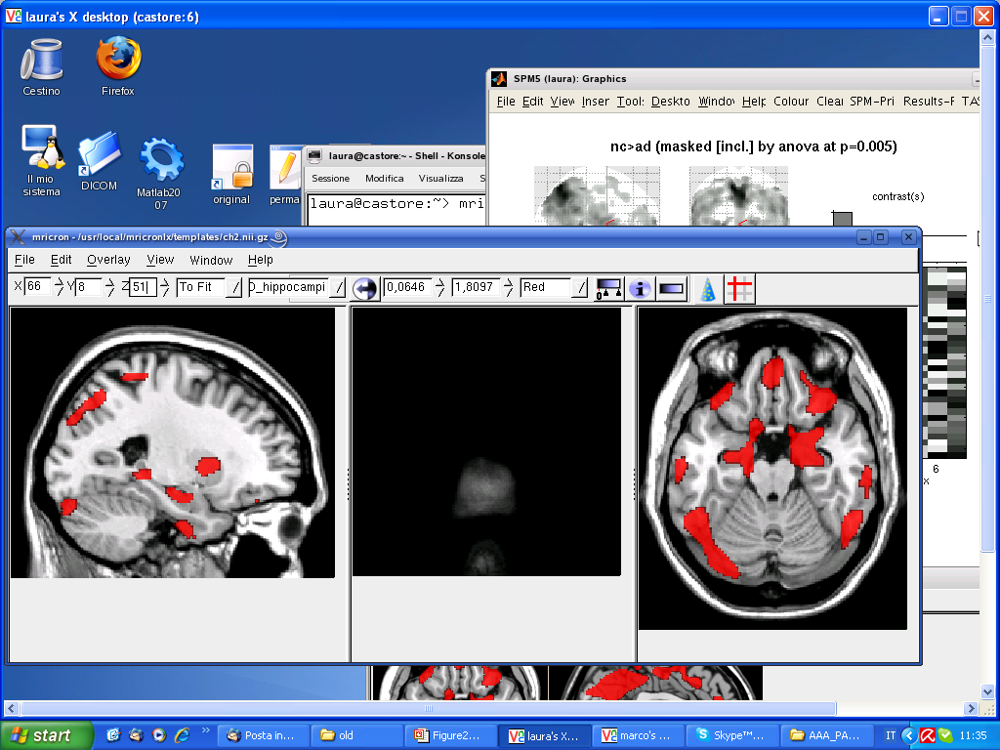 laura's X desktop (castore:6)
Cestino
Firefox
Il mio
sistema
DICOM
Matlab20
07
original
perma
SPM5 (laura): Graphics
File Edit View Inser Tool: Deskto Windov Help Colour Clear SPM-Pri Results-F TAS
nc>ad (masked [incl.] by anova at p=0.005)
contrast(s)
laura@castore:~ - Shell - Konsole
Sessione Modifica Visualizza S
laura@castore:~> mri
mricron - /usr/local/mricronlx/templates/ch2.nii.gz
File Edit Overlay View Window Help
X 66 Y 8 Z 51 To Fit p_hippocampi 0,0646 1,8097 Red
6
x
start
Posta in...
old
Figure2...
laura's X...
marco's ...
Skype™...
AAA_PA...
IT
11:35